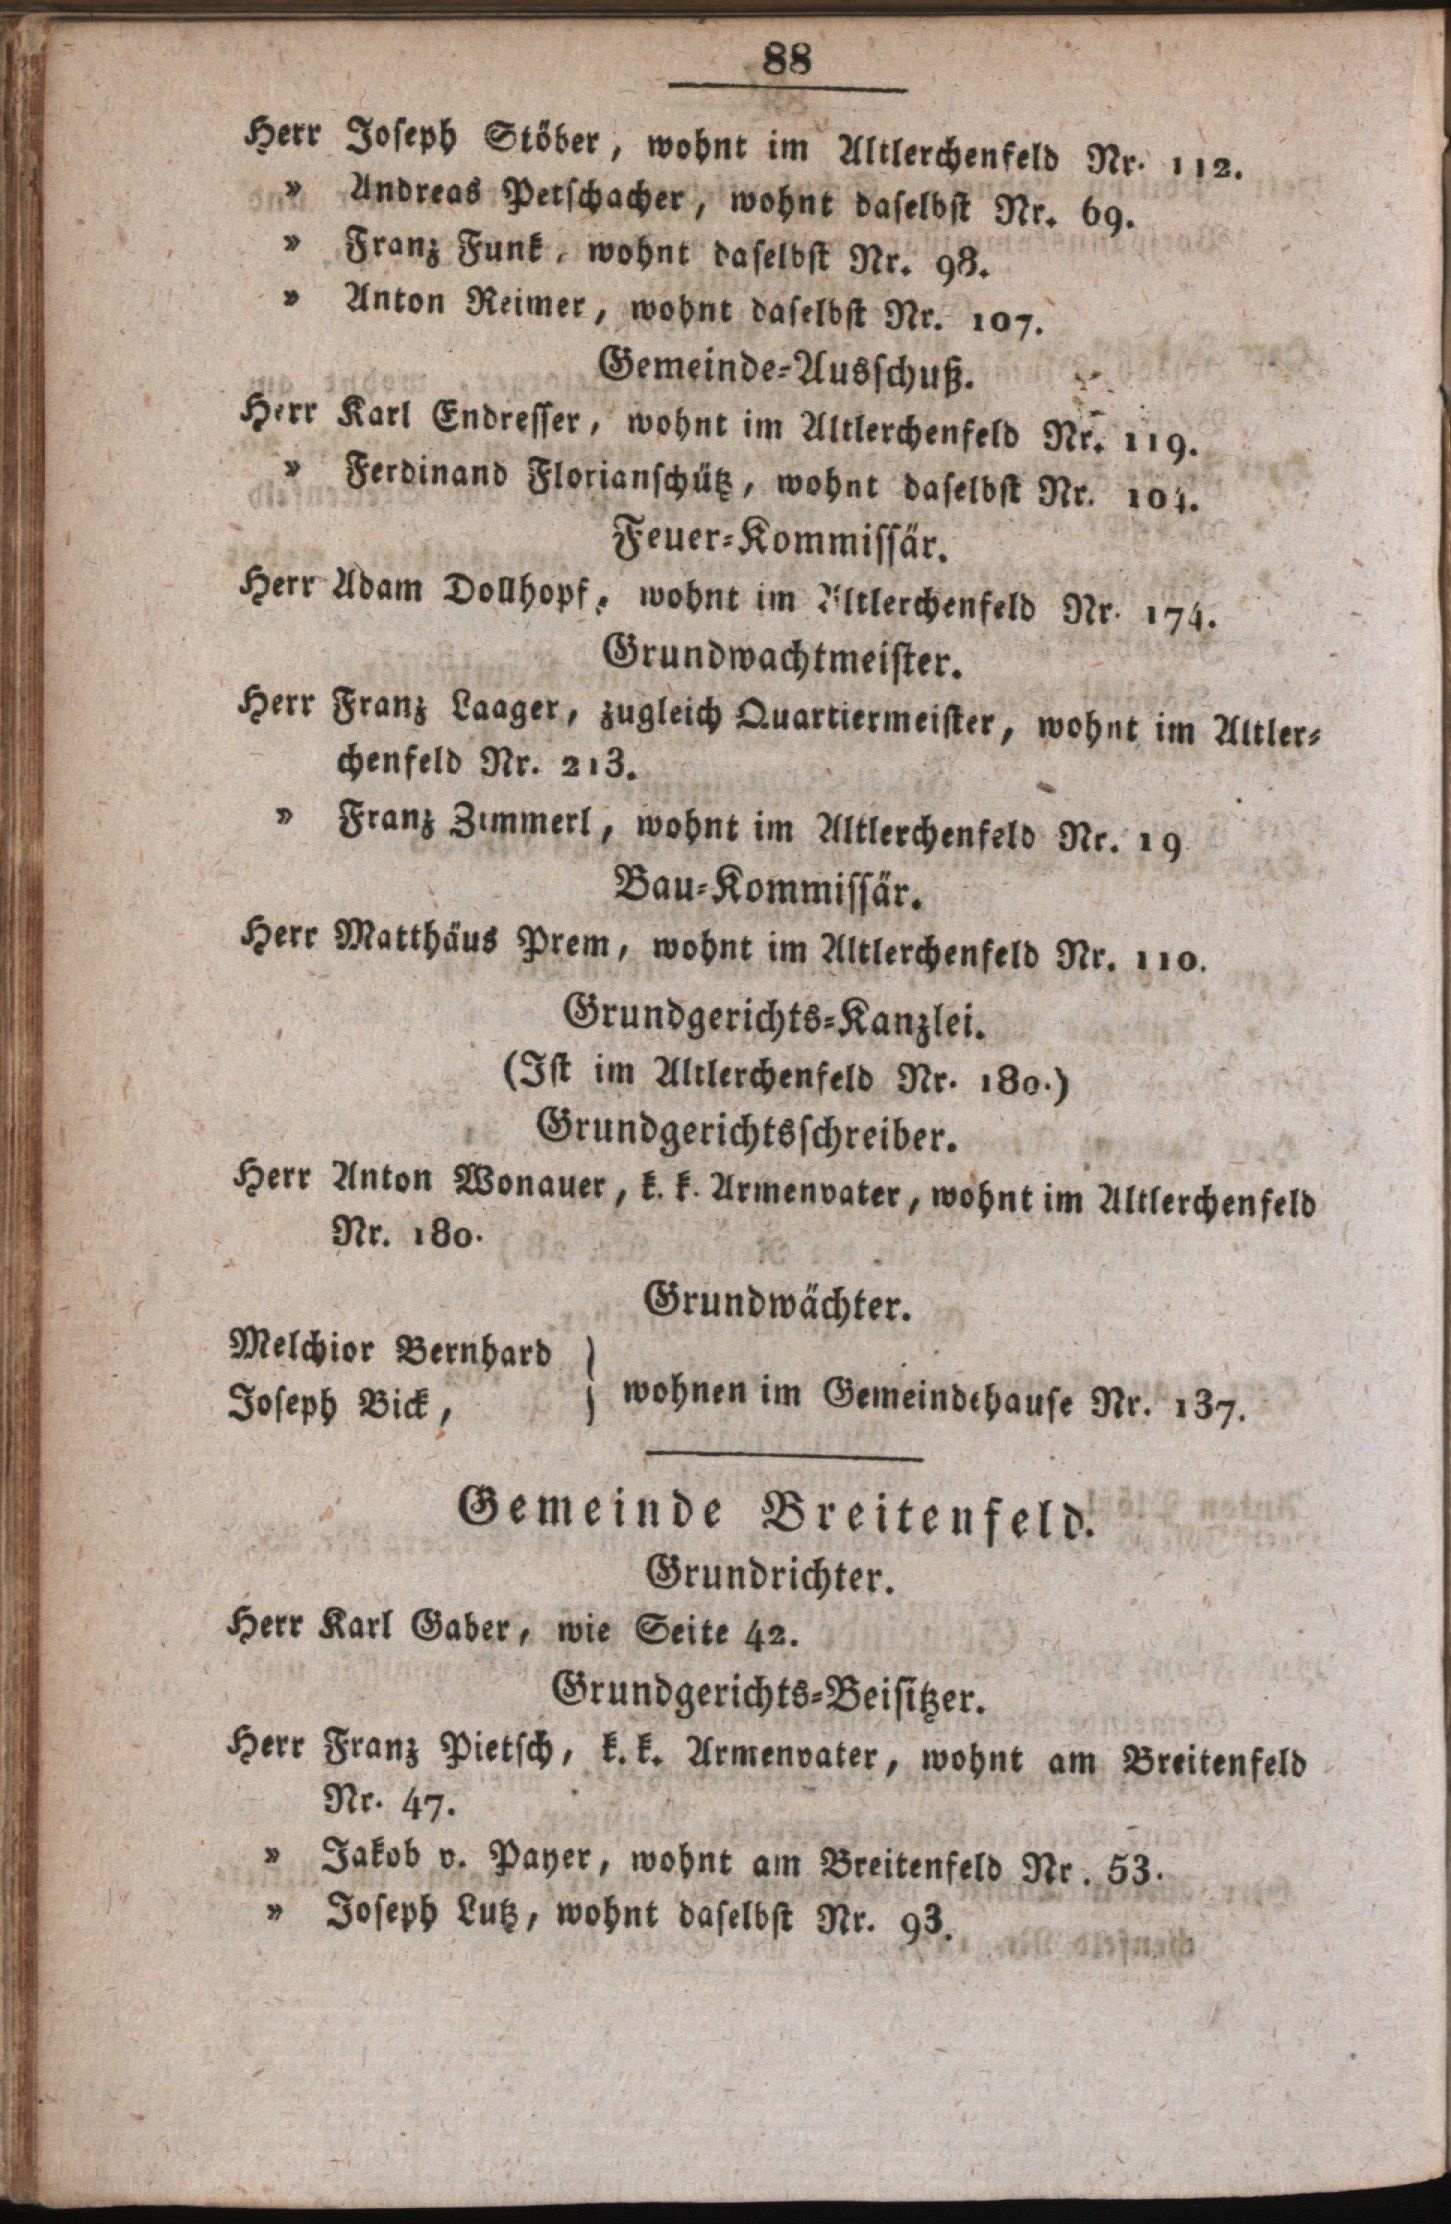 88
Herr Joseph Stöber, wohnt im Altlerchenfeld Nr. 112.
» Andreas Petschacher, wohnt daselbst Nr. 69.
» Franz Funk, wohnt daselbst Nr. 98.
» Anton Reimer, wohnt daselbst Nr. 107.
Gemeinde-Ausschuß.
Herr Karl Endresser, wohnt im Altlerchenfeld Nr. 119.
» Ferdinand Florianschütz, wohnt daselbst Nr. 104.
Feuer-Kommissär.
Herr Adam Dollhopf, wohnt im Altlerchenfeld Nr. 174.
Grundwachtmeister.
Herr Franz Laager, zugleich Quartiermeister, wohnt im Altler-
chenfeld Nr. 213.
» Franz Zimmerl, wohnt im Altlerchenfeld Nr. 19
Bau-Kommissär.
Herr Matthäus Prem, wohnt im Altlerchenfeld Nr. 110.
Grundgerichts-Kanzlei.
(Ist im Altlerchenfeld Nr. 180.)
Grundgerichtsschreiber.
Herr Anton Wonauer, k. k. Armenvater, wohnt im Altlerchenfeld
Nr. 180.
Grundwächter.
Melchior Bernhard
Joseph Bick, } wohnen im Gemeindehause Nr. 137.
Gemeinde Breitenfeld.
Grundrichter.
Herr Karl Gaber, wie Seite 42.
Grundgerichts-Beisitzer.
Herr Franz Pietsch, k. k. Armenvater, wohnt am Breitenfeld
Nr. 47.
» Jakob v. Payer, wohnt am Breitenfeld Nr. 53.
» Joseph Lutz, wohnt daselbst Nr. 93.